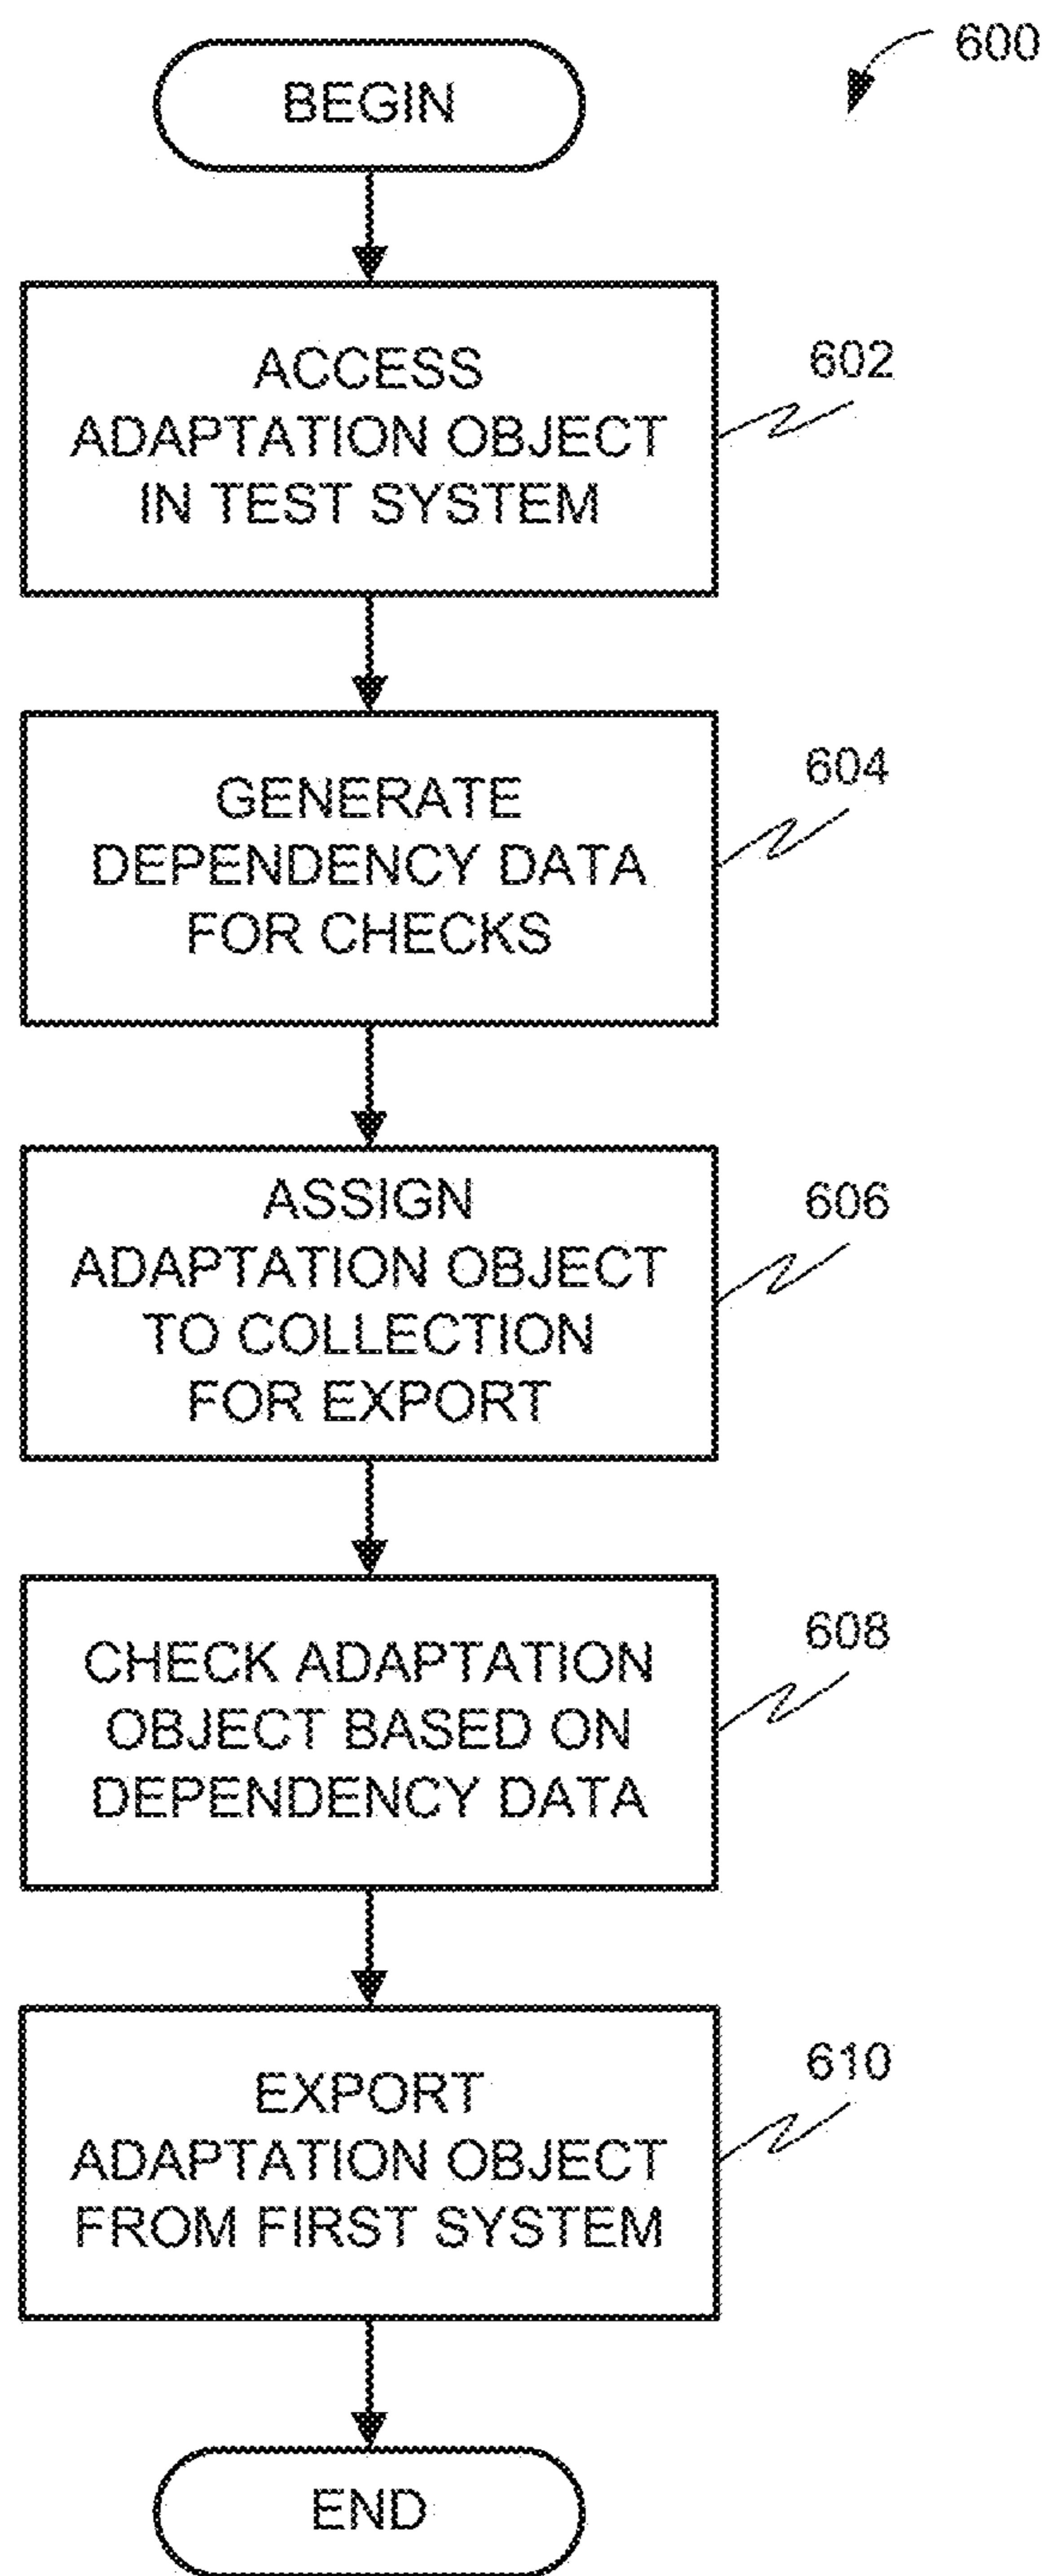 600
BEGIN
ACCESS
ADAPTATION OBJECT
IN TEST SYSTEM
602
GENERATE
DEPENDENCY DATA
FOR CHECKS
604
ASSIGN
ADAPTATION OBJECT
TO COLLECTION
FOR EXPORT
606
CHECK ADAPTATION
OBJECT BASED ON
DEPENDENCY DATA
608
EXPORT
ADAPTATION OBJECT
FROM FIRST SYSTEM
610
END